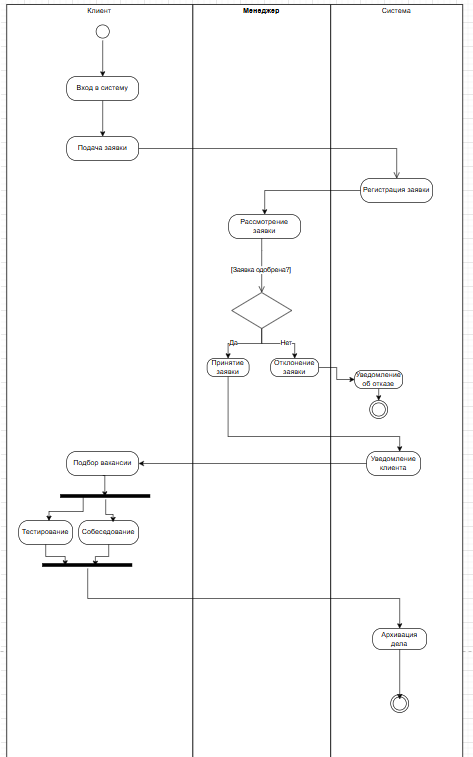 Клиент
Менеджер
Система
Вход в систему
Подача заявки
Регистрация заявки
Рассмотрение
заявки
[Заявка одобрена?]
Да
Нет
Принятие
заявки
Отклонение
заявки
Уведомление
об отказе
Подбор вакансии
Уведомление
клиента
Тестирование
Собеседование
Архивация
дела